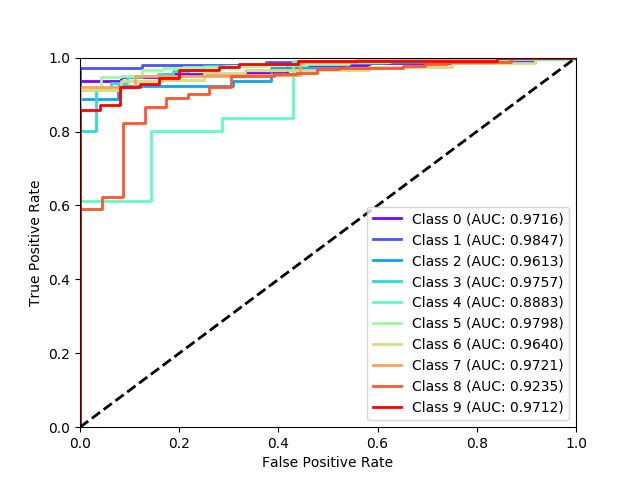 1.0
0.8
0.6
0.4
0.2
0.0
True Positive Rate
Class 0 (AUC: 0.9716)
Class 1 (AUC: 0.9847)
Class 2 (AUC: 0.9613)
Class 3 (AUC: 0.9757)
Class 4 (AUC: 0.8883)
Class 5 (AUC: 0.9798)
Class 6 (AUC: 0.9640)
Class 7 (AUC: 0.9721)
Class 8 (AUC: 0.9235)
Class 9 (AUC: 0.9712)
0.0 0.2 0.4 0.6 0.8 1.0
False Positive Rate